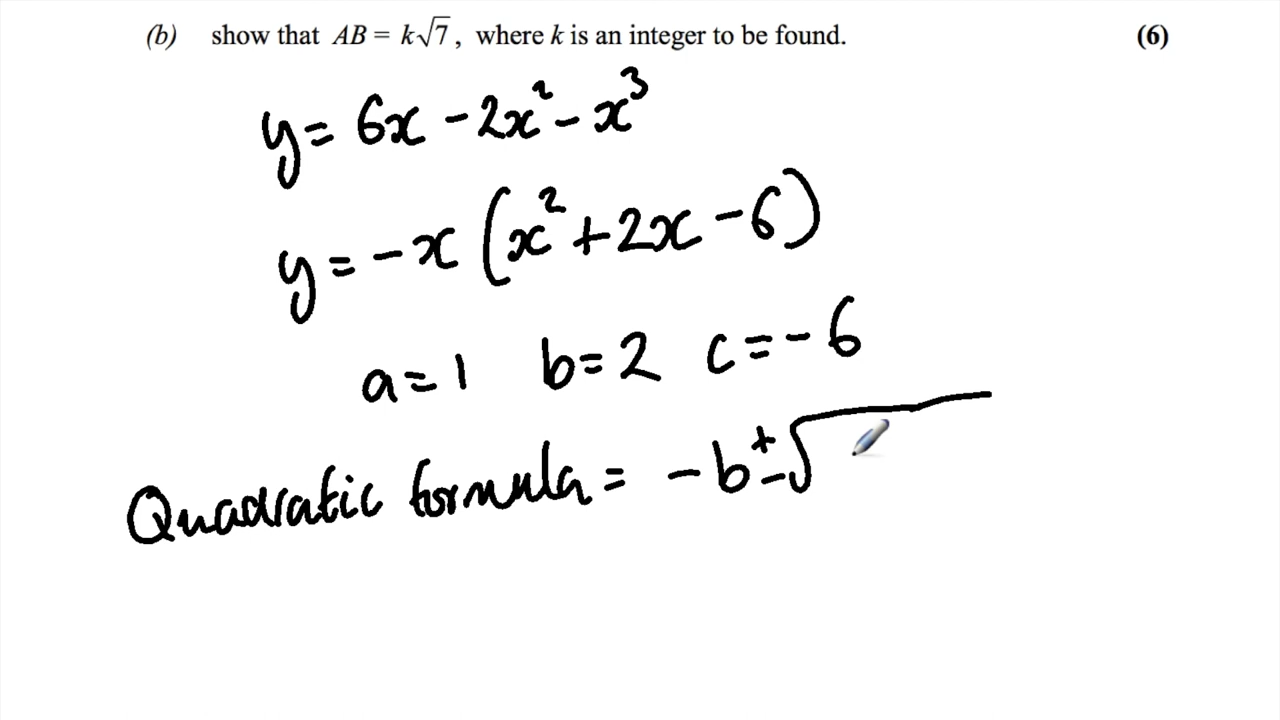 (b) show that AB = k√7, where k is an integer to be found. (6)
y = 6x - 2x² - x³
y = -x (x² + 2x - 6)
a = 1 b = 2 c = -6
Quadratic formula = -b ± √